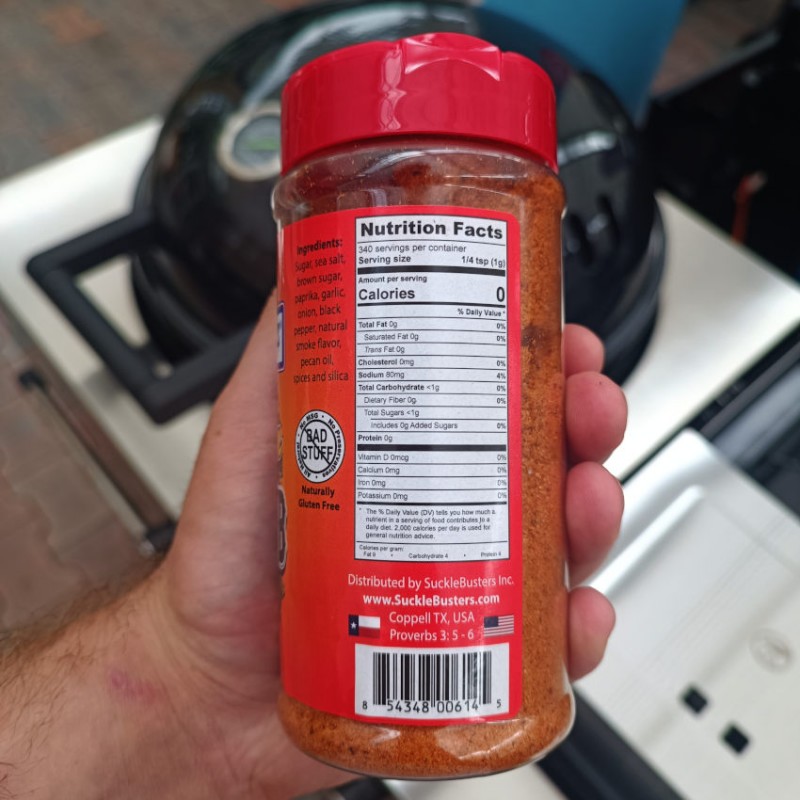 Ingredients:
Sugar, sea salt,
brown sugar,
paprika, garlic,
onion, black
pepper, natural
smoke flavor,
pecan oil,
spices and silica
No MSG • No Preservatives • All Natural
BAD
STUFF
Naturally
Gluten Free
Nutrition Facts
340 servings per container
Serving size 1/4 tsp (1g)
Amount per serving
Calories 0
% Daily Value*
Total Fat 0g 0%
Saturated Fat 0g 0%
Trans Fat 0g
Cholesterol 0mg 0%
Sodium 80mg 4%
Total Carbohydrate <1g 0%
Dietary Fiber 0g 0%
Total Sugars <1g
Includes 0g Added Sugars 0%
Protein 0g
Vitamin D 0mcg 0%
Calcium 0mg 0%
Iron 0mg 0%
Potassium 0mg 0%
* The % Daily Value (DV) tells you how much a
nutrient in a serving of food contributes to a
daily diet. 2,000 calories per day is used for
general nutrition advice.
Calories per gram:
Fat 9 • Carbohydrate 4 • Protein 4
Distributed by SuckleBusters Inc.
www.SuckleBusters.com
Coppell TX, USA
Proverbs 3: 5 - 6
8 54348 00614 5